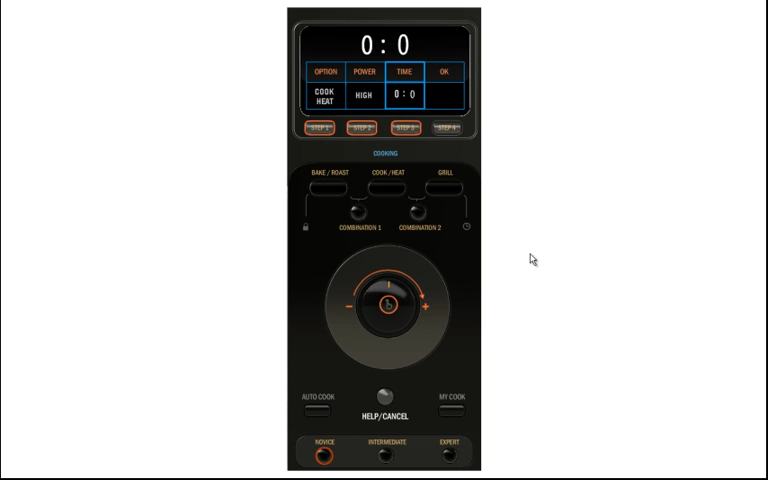 0:0
OPTION POWER TIME OK
COOK HEAT HIGH 0:0
STEP 1 STEP 2 STEP 3 STEP 4
COOKING
BAKE / ROAST COOK / HEAT GRILL
COMBINATION 1 COMBINATION 2
AUTO COOK MY COOK
HELP/CANCEL
NOVICE INTERMEDIATE EXPERT